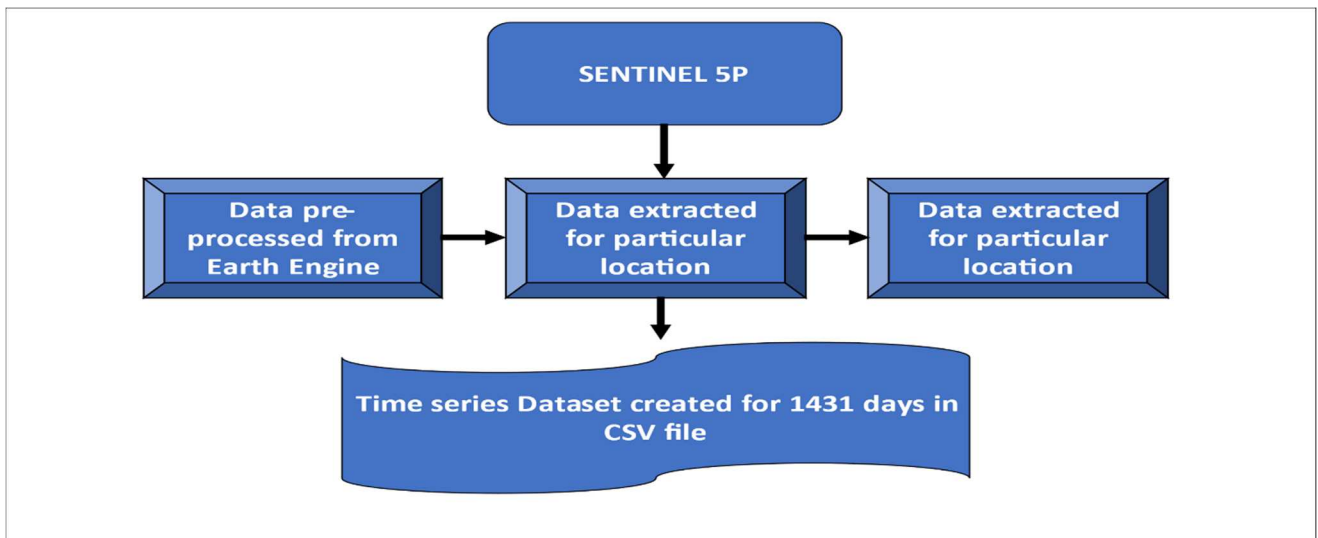 SENTINEL 5P
Data pre-
processed from
Earth Engine
Data extracted
for particular
location
Data extracted
for particular
location
Time series Dataset created for 1431 days in
CSV file